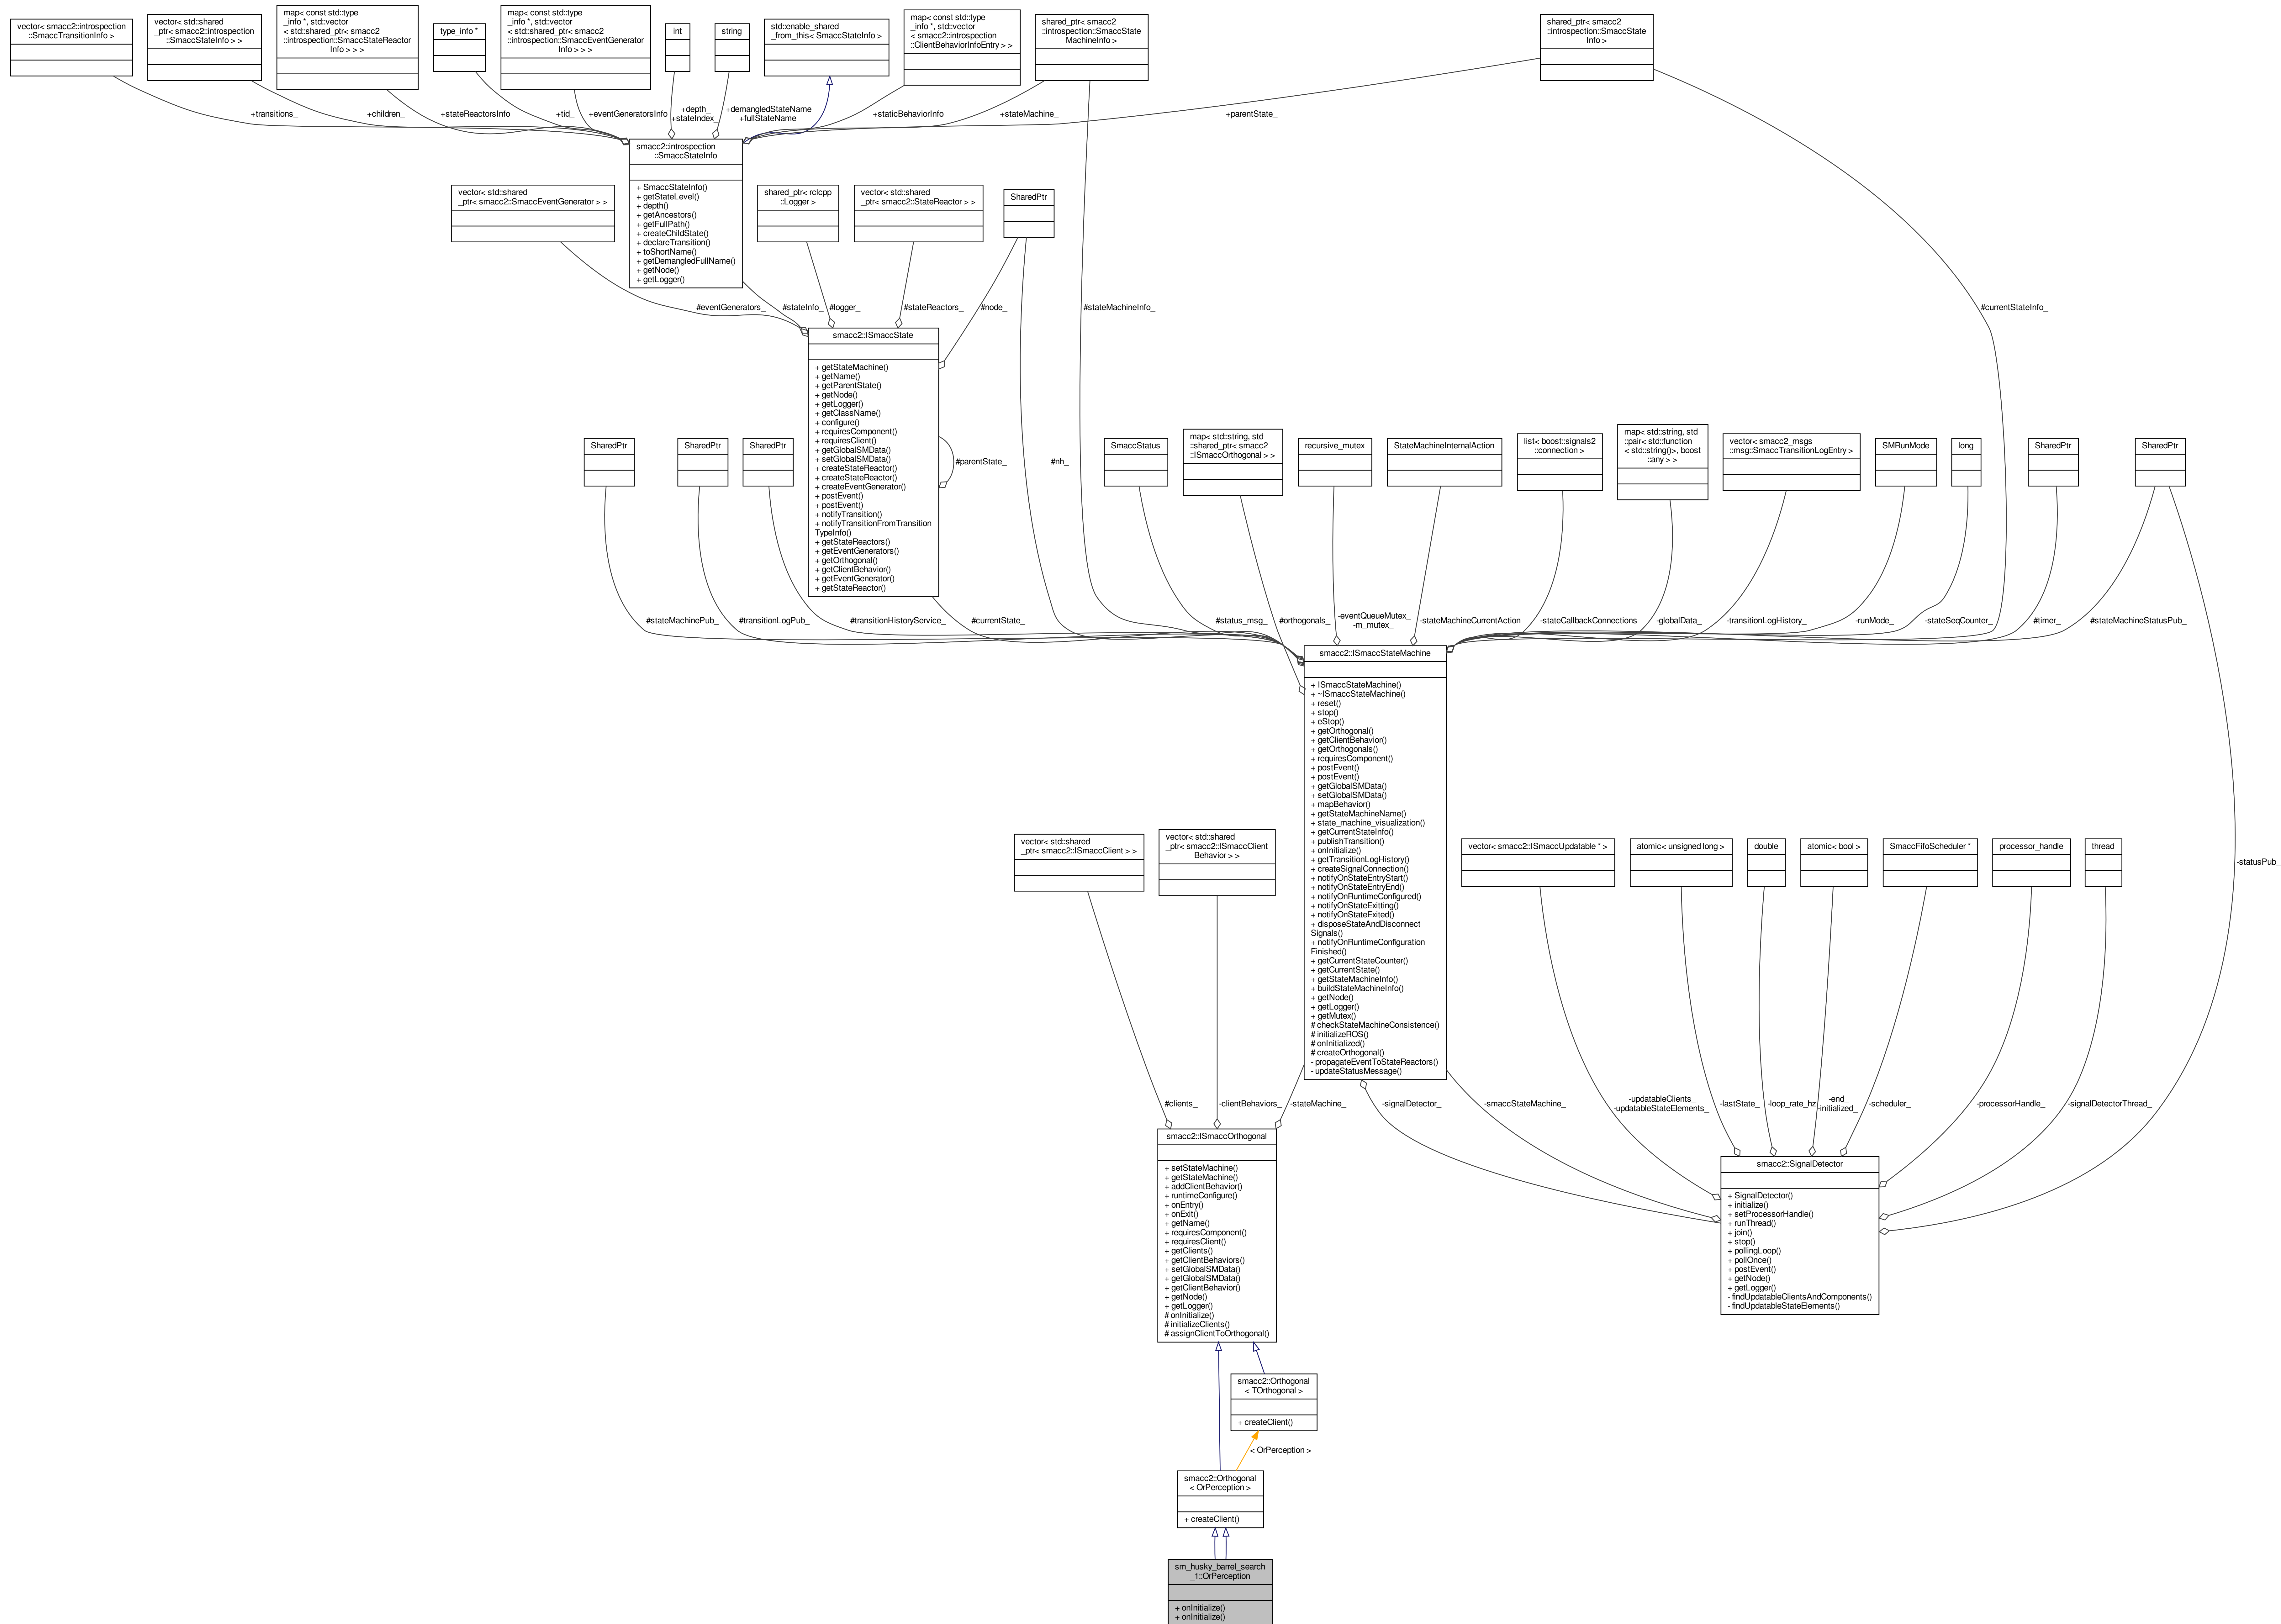 vector< smacc2::introspection
::SmaccTransitionInfo >
vector< std::shared
_ptr< smacc2::introspection
::SmaccStateInfo > >
map< const std::type
_info *, std::vector
< std::shared_ptr< smacc2
::introspection::SmaccStateReactor
Info > > >
type_info *
map< const std::type
_info *, std::vector
< std::shared_ptr< smacc2
::introspection::SmaccEventGenerator
Info > > >
int
string
std::enable_shared
_from_this< SmaccStateInfo >
map< const std::type
_info *, std::vector
< smacc2::introspection
::ClientBehaviorInfoEntry > >
shared_ptr< smacc2
::introspection::SmaccState
MachineInfo >
shared_ptr< smacc2
::introspection::SmaccState
Info >
+transitions_
+children_
+stateReactorsInfo
+tid_
+eventGeneratorsInfo
+depth_
+stateIndex_
+demangledStateName
+fullStateName
+staticBehaviorInfo
+stateMachine_
+parentState_
smacc2::introspection
::SmaccStateInfo
+ SmaccStateInfo()
+ getStateLevel()
+ depth()
+ getAncestors()
+ getFullPath()
+ createChildState()
+ declareTransition()
+ toShortName()
+ getDemangledFullName()
+ getNode()
+ getLogger()
vector< std::shared
_ptr< smacc2::SmaccEventGenerator > >
shared_ptr< rclcpp
::Logger >
vector< std::shared
_ptr< smacc2::StateReactor > >
SharedPtr
#eventGenerators_
#stateInfo_
#logger_
#stateReactors_
#node_
#stateMachineInfo_
#currentStateInfo_
smacc2::ISmaccState
+ getStateMachine()
+ getName()
+ getParentState()
+ getNode()
+ getLogger()
+ getClassName()
+ configure()
+ requiresComponent()
+ requiresClient()
+ getGlobalSMData()
+ setGlobalSMData()
+ createStateReactor()
+ createStateReactor()
+ createEventGenerator()
+ postEvent()
+ postEvent()
+ notifyTransition()
+ notifyTransitionFromTransition
TypeInfo()
+ getStateReactors()
+ getEventGenerators()
+ getOrthogonal()
+ getClientBehavior()
+ getEventGenerator()
+ getStateReactor()
#parentState_
#nh_
SharedPtr
SharedPtr
SharedPtr
SmaccStatus
map< std::string, std
::shared_ptr< smacc2
::ISmaccOrthogonal > >
recursive_mutex
StateMachineInternalAction
list< boost::signals2
::connection >
map< std::string, std
::pair< std::function
< std::string()>, boost
::any > >
vector< smacc2_msgs
::msg::SmaccTransitionLogEntry >
SMRunMode
long
SharedPtr
SharedPtr
#stateMachinePub_
#transitionLogPub_
#transitionHistoryService_
#currentState_
#status_msg_
#orthogonals_
-eventQueueMutex_
-m_mutex_
-stateMachineCurrentAction
-stateCallbackConnections
-globalData_
-transitionLogHistory_
-runMode_
-stateSeqCounter_
#timer_
#stateMachineStatusPub_
smacc2::ISmaccStateMachine
+ ISmaccStateMachine()
+ ~ISmaccStateMachine()
+ reset()
+ stop()
+ eStop()
+ getOrthogonal()
+ getClientBehavior()
+ getOrthogonals()
+ requiresComponent()
+ postEvent()
+ postEvent()
+ getGlobalSMData()
+ setGlobalSMData()
+ mapBehavior()
+ getStateMachineName()
+ state_machine_visualization()
+ getCurrentStateInfo()
+ publishTransition()
+ onInitialize()
+ getTransitionLogHistory()
+ createSignalConnection()
+ notifyOnStateEntryStart()
+ notifyOnStateEntryEnd()
+ notifyOnRuntimeConfigured()
+ notifyOnStateExitting()
+ notifyOnStateExited()
+ disposeStateAndDisconnect
Signals()
+ notifyOnRuntimeConfiguration
Finished()
+ getCurrentStateCounter()
+ getCurrentState()
+ getStateMachineInfo()
+ buildStateMachineInfo()
+ getNode()
+ getLogger()
+ getMutex()
# checkStateMachineConsistence()
# initializeROS()
# onInitialized()
# createOrthogonal()
- propagateEventToStateReactors()
- updateStatusMessage()
vector< std::shared
_ptr< smacc2::ISmaccClient > >
vector< std::shared
_ptr< smacc2::ISmaccClient
Behavior > >
vector< smacc2::ISmaccUpdatable * >
atomic< unsigned long >
double
atomic< bool >
SmaccFifoScheduler *
processor_handle
thread
-statusPub_
#clients_
-clientBehaviors_
-stateMachine_
-signalDetector_
-smaccStateMachine_
-updatableClients_
-updatableStateElements_
-lastState_
-loop_rate_hz
-end_
-initialized_
-scheduler_
-processorHandle_
-signalDetectorThread_
smacc2::ISmaccOrthogonal
+ setStateMachine()
+ getStateMachine()
+ addClientBehavior()
+ runtimeConfigure()
+ onEntry()
+ onExit()
+ getName()
+ requiresComponent()
+ requiresClient()
+ getClients()
+ getClientBehaviors()
+ setGlobalSMData()
+ getGlobalSMData()
+ getClientBehavior()
+ getNode()
+ getLogger()
# onInitialize()
# initializeClients()
# assignClientToOrthogonal()
smacc2::SignalDetector
+ SignalDetector()
+ initialize()
+ setProcessorHandle()
+ runThread()
+ join()
+ stop()
+ pollingLoop()
+ pollOnce()
+ postEvent()
+ getNode()
+ getLogger()
- findUpdatableClientsAndComponents()
- findUpdatableStateElements()
smacc2::Orthogonal
< TOrthogonal >
+ createClient()
< OrPerception >
smacc2::Orthogonal
< OrPerception >
+ createClient()
sm_husky_barrel_search
_1::OrPerception
+ onInitialize()
+ onInitialize()